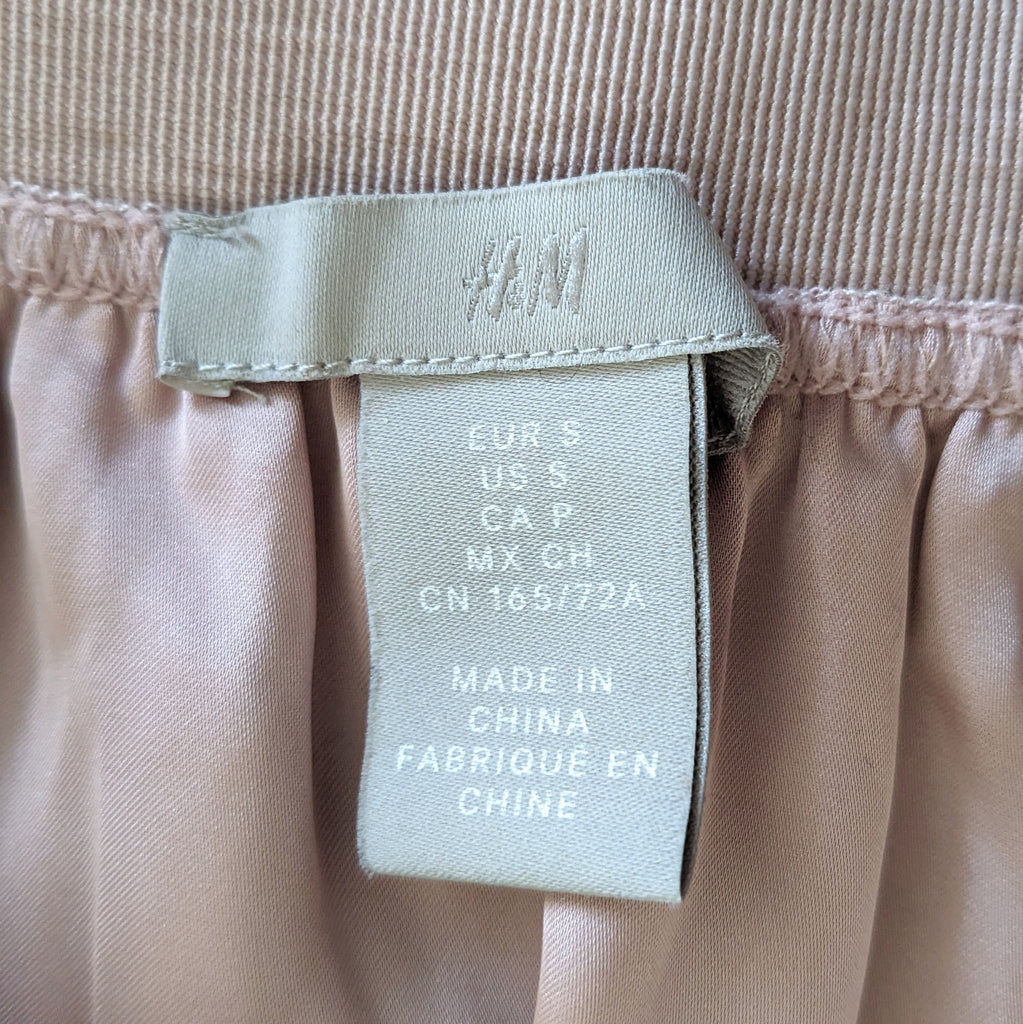 H&M
EUR S
US S
CA P
MX CH
CN 165/72A
MADE IN
CHINA
FABRIQUÉ EN
CHINE